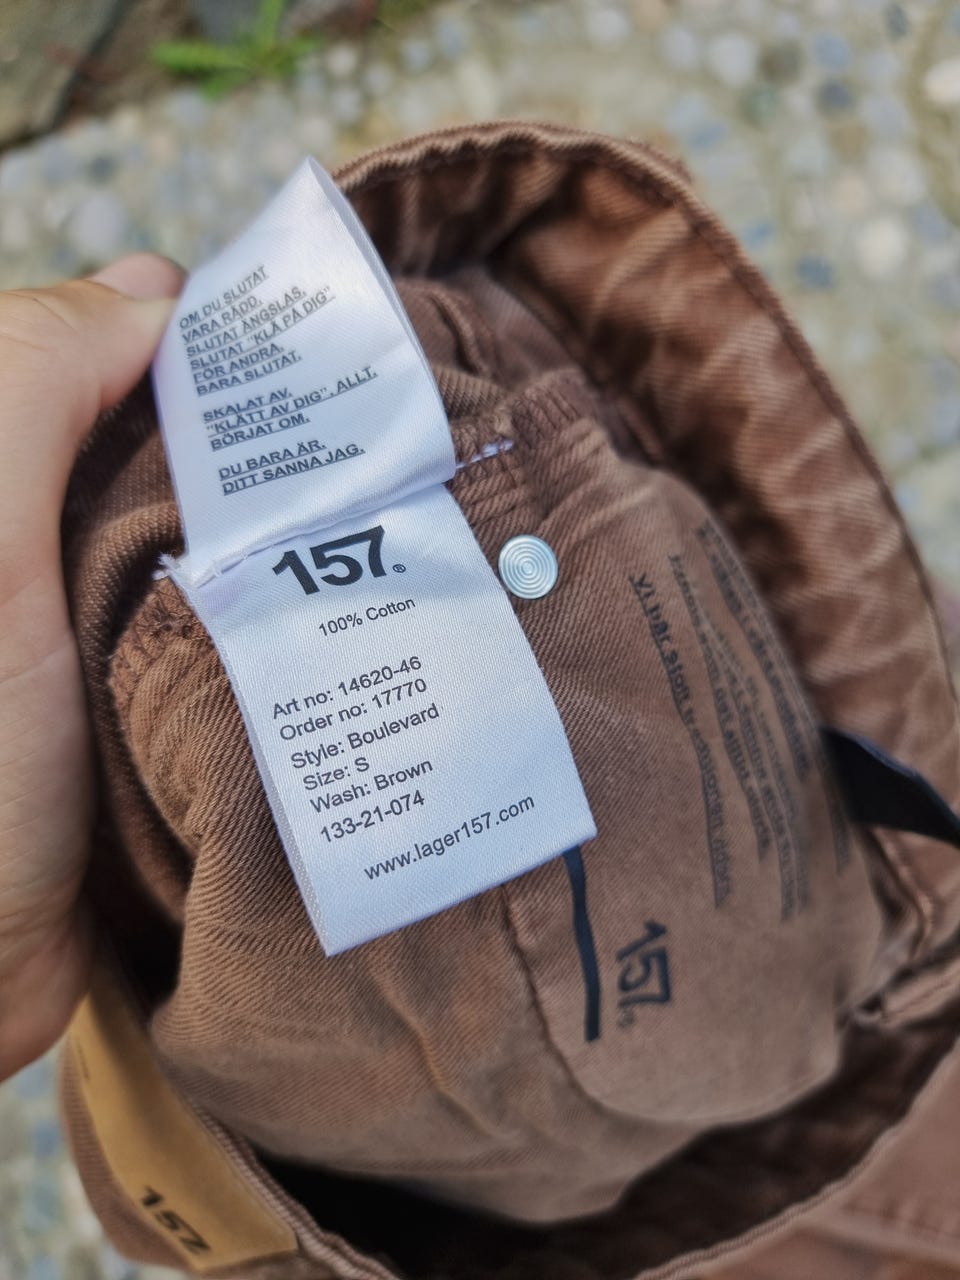 OM DU SLUTAT
VARA RÄDD.
SLUTAT ÄNGSLAS.
SLUTAT "KLÄ PÅ DIG"
FÖR ANDRA.
BARA SLUTAT.
SKALAT AV.
"KLÄTT AV DIG". ALLT.
BÖRJAT OM.
DU BARA ÄR.
DITT SANNA JAG.
157®
100% Cotton
Art no: 14620-46
Order no: 17770
Style: Boulevard
Size: S
Wash: Brown
133-21-074
www.lager157.com
157
157